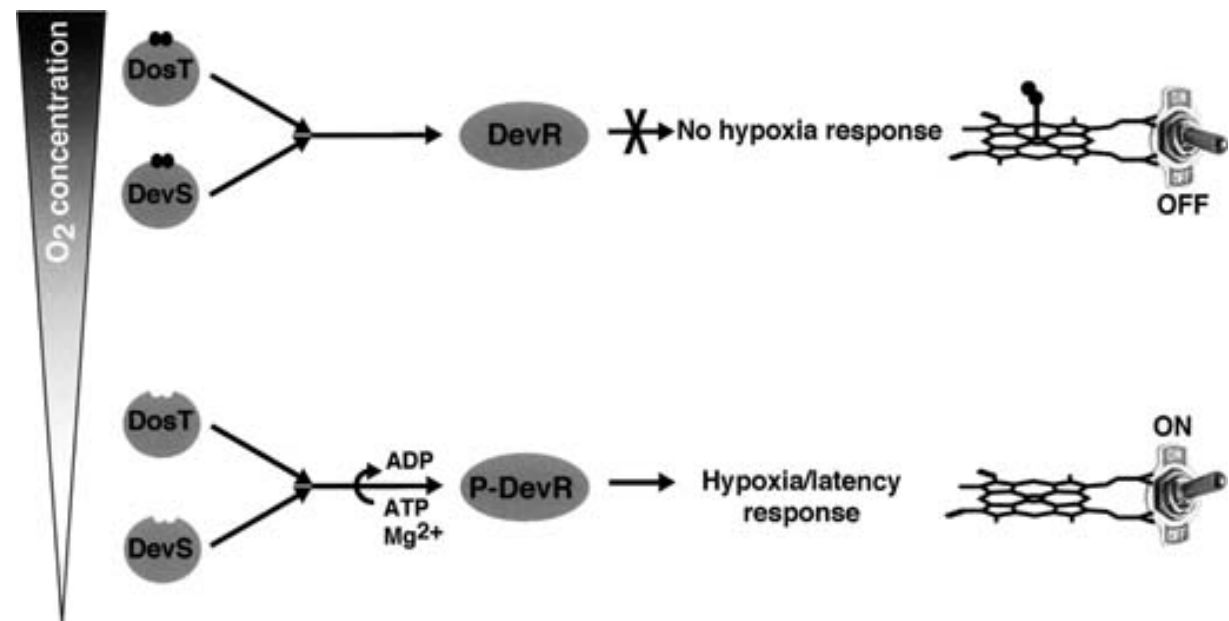 O2 concentration
DosT
DevS
DevR
No hypoxia response
OFF
DosT
DevS
ADP
ATP
Mg2+
P-DevR
Hypoxia/latency
response
ON